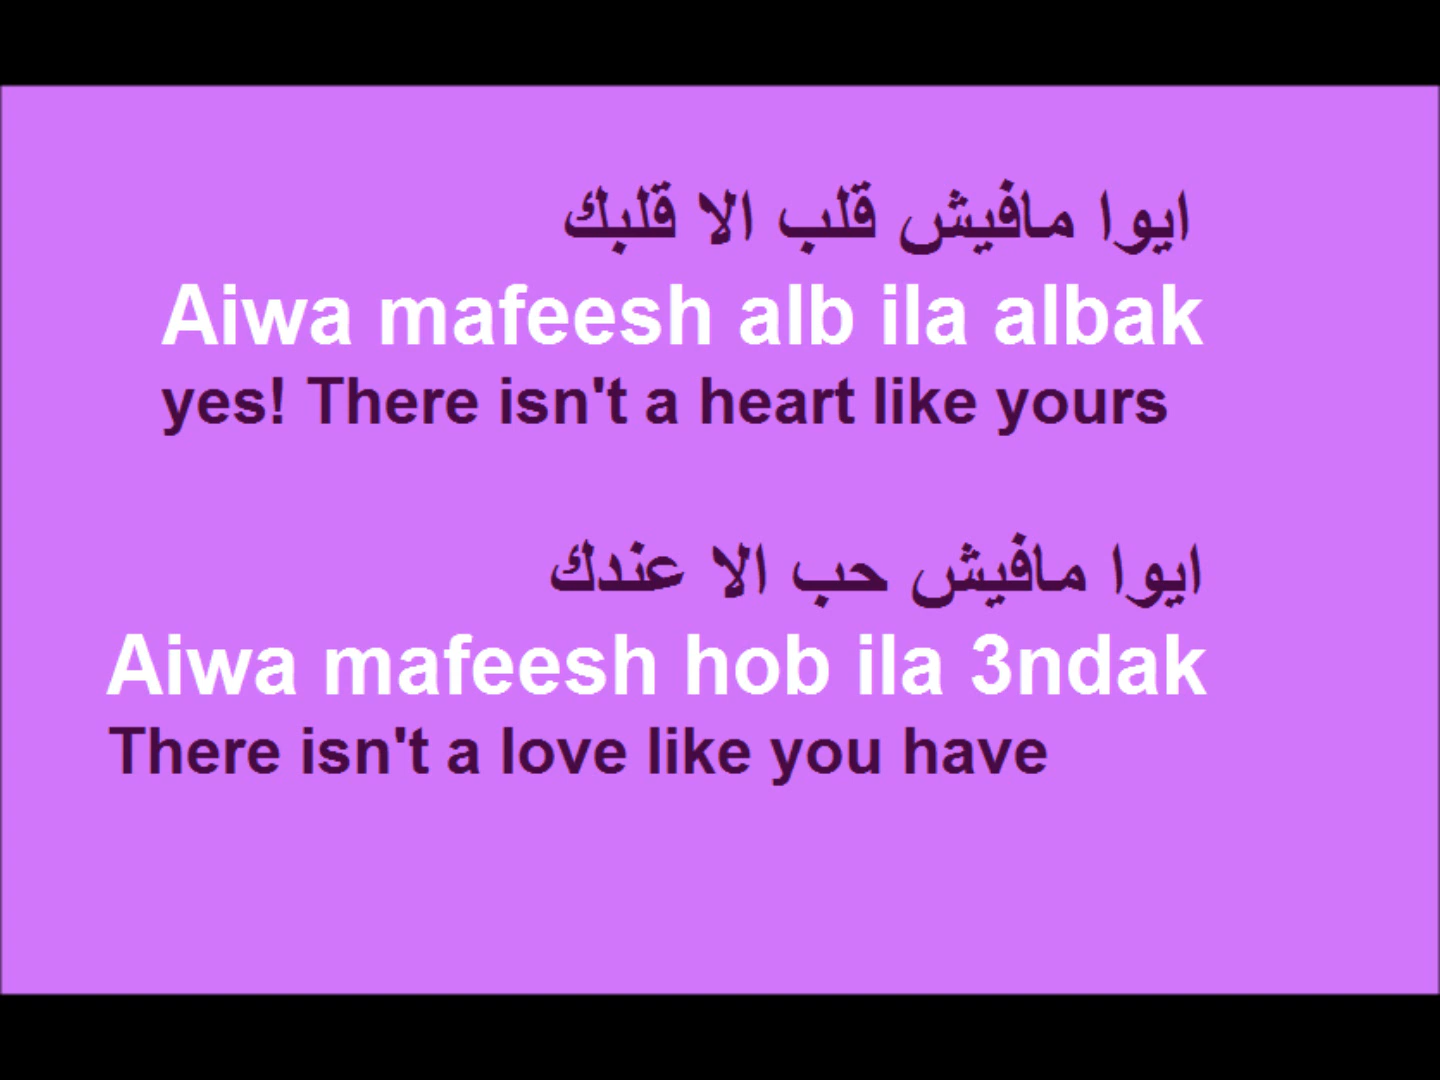 ايوا مافيش قلب الا قلبك
Aiwa mafeesh alb ila albak
yes! There isn't a heart like yours
ايوا مافيش حب الا عندك
Aiwa mafeesh hob ila 3ndak
There isn't a love like you have